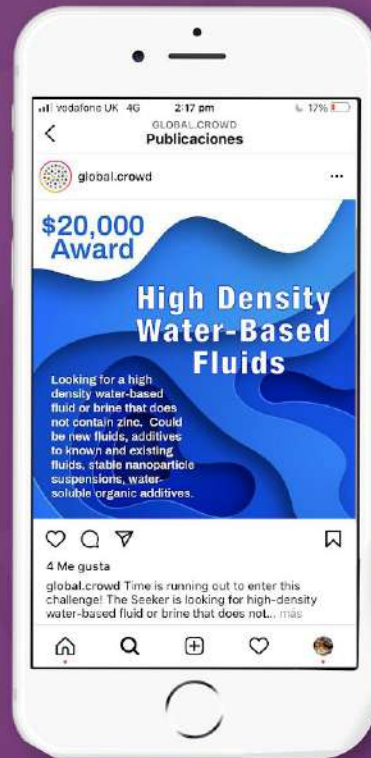 vodafone UK 4G 2:17 pm 17%
GLOBAL.CROWD
Publicaciones
global.crowd
$20,000
Award
High Density
Water-Based
Fluids
Looking for a high
density water-based
fluid or brine that does
not contain zinc. Could
be new fluids, additives
to known and existing
fluids, stable nanoparticle
suspensions, water-
soluble organic additives.
4 Me gusta
global.crowd Time is running out to enter this
challenge! The Seeker is looking for high-density
water-based fluid or brine that does not... más